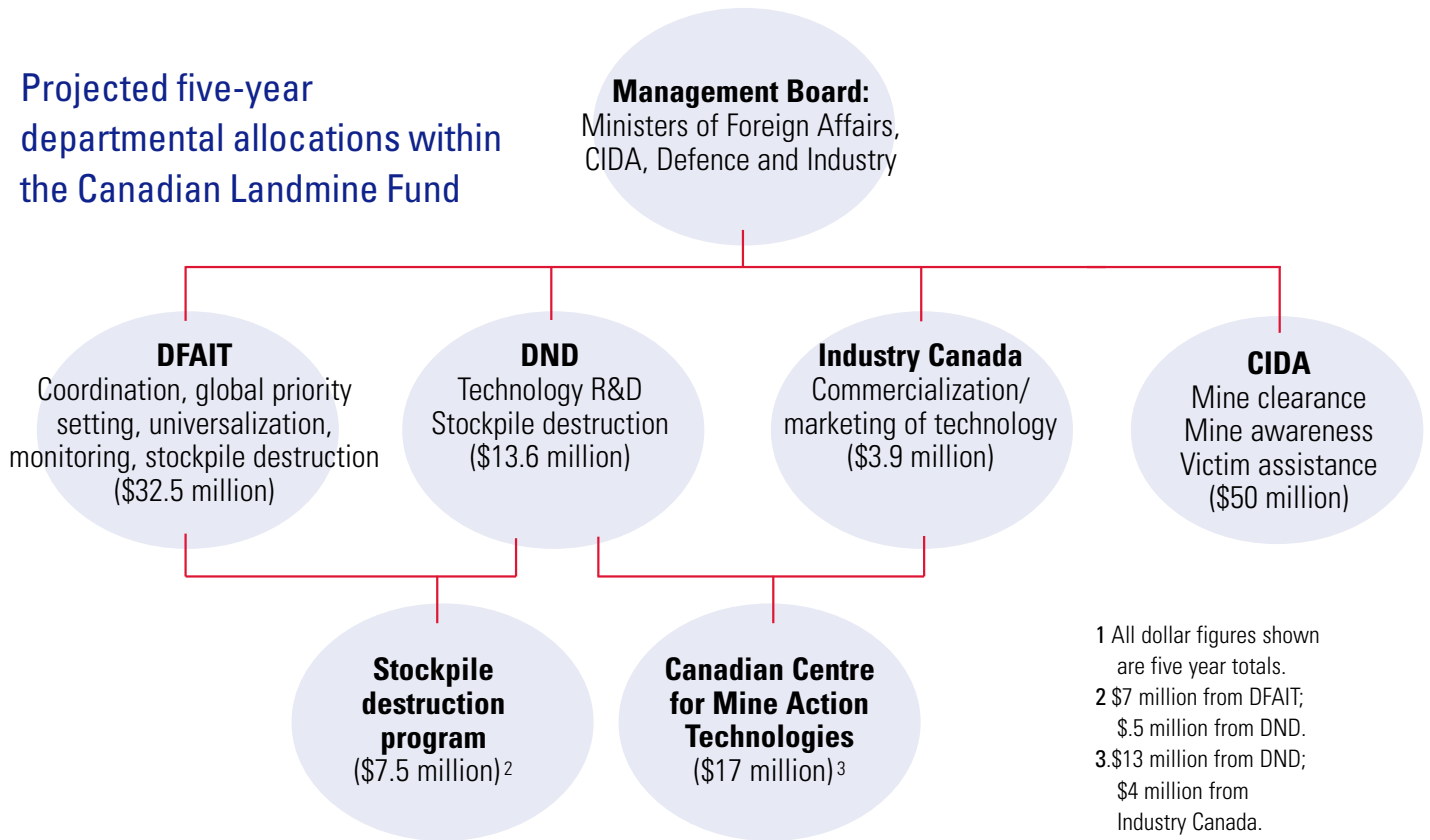 Projected five-year
departmental allocations within
the Canadian Landmine Fund
Management Board:
Ministers of Foreign Affairs,
CIDA, Defence and Industry
DFAIT
Coordination, global priority
setting, universalization,
monitoring, stockpile destruction
($32.5 million)
DND
Technology R&D
Stockpile destruction
($13.6 million)
Industry Canada
Commercialization/
marketing of technology
($3.9 million)
CIDA
Mine clearance
Mine awareness
Victim assistance
($50 million)
Stockpile
destruction
program
($7.5 million) 2
Canadian Centre
for Mine Action
Technologies
($17 million) 3
1 All dollar figures shown
are five year totals.
2 $7 million from DFAIT;
$.5 million from DND.
3.$13 million from DND;
$4 million from
Industry Canada.